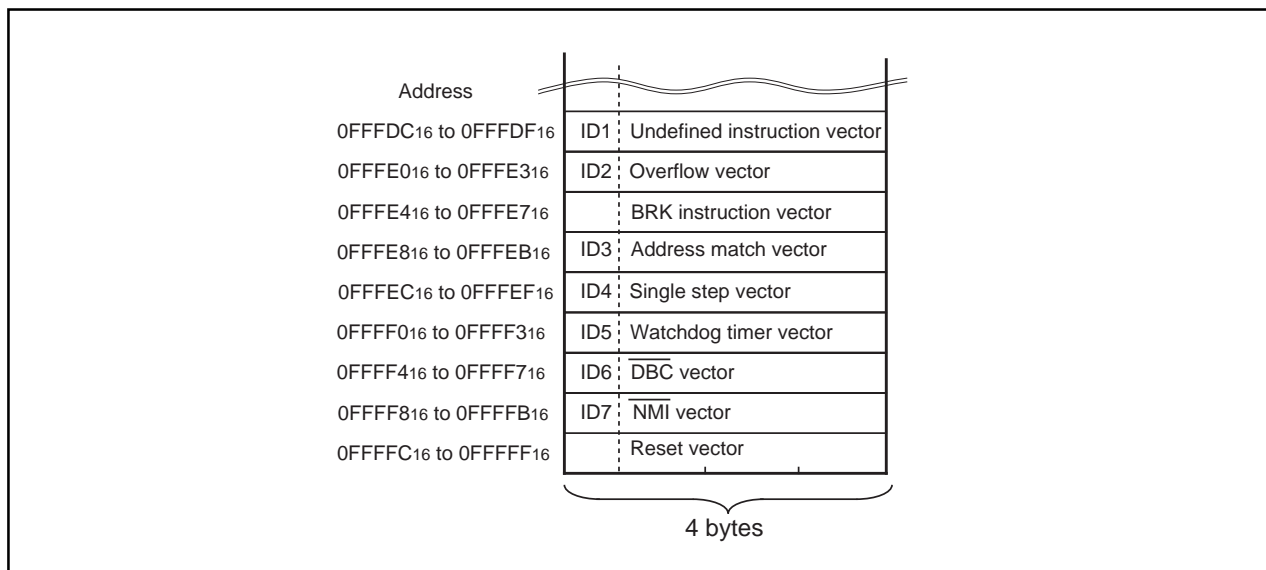 Address
0FFFDC16 to 0FFFDF16 ID1 Undefined instruction vector
0FFFE016 to 0FFFE316 ID2 Overflow vector
0FFFE416 to 0FFFE716 BRK instruction vector
0FFFE816 to 0FFFEB16 ID3 Address match vector
0FFFEC16 to 0FFFEF16 ID4 Single step vector
0FFFF016 to 0FFFF316 ID5 Watchdog timer vector
0FFFF416 to 0FFFF716 ID6 DBC vector
0FFFF816 to 0FFFFB16 ID7 NMI vector
0FFFFC16 to 0FFFFF16 Reset vector
4 bytes